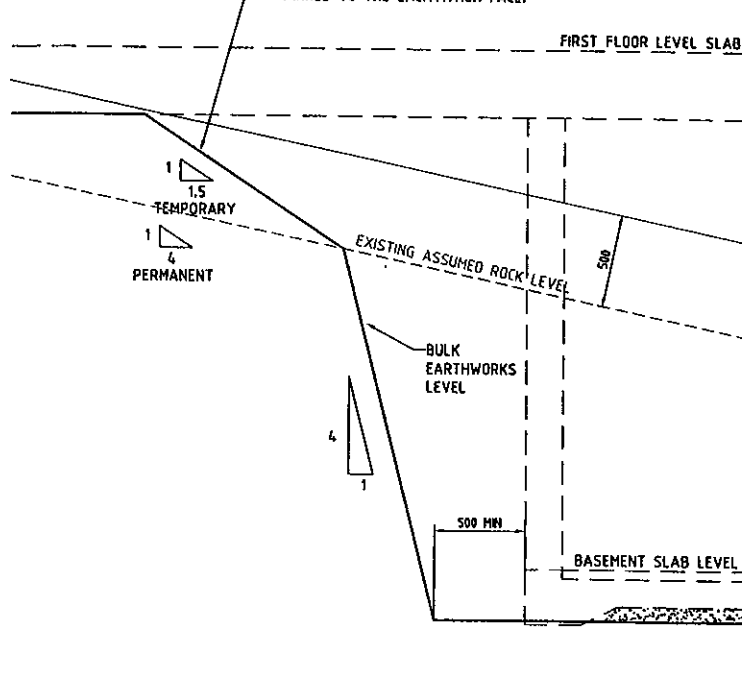 FIRST FLOOR LEVEL SLAB
1
1.5
TEMPORARY
1
4
PERMANENT
EXISTING ASSUMED ROCK LEVEL
500
BULK
EARTHWORKS
LEVEL
4
1
500 MIN
BASEMENT SLAB LEVEL